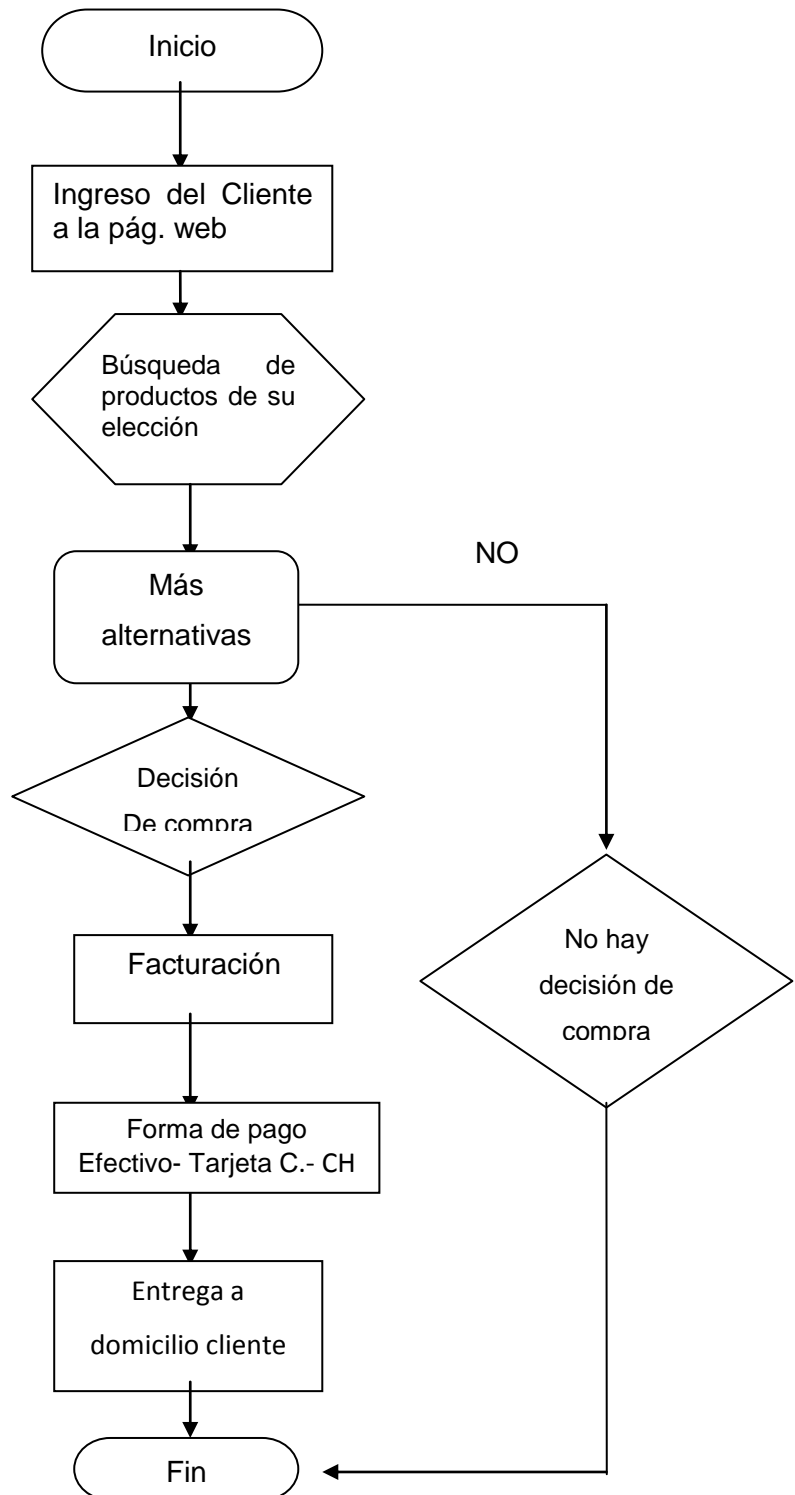 Inicio
Ingreso del Cliente
a la pág. web
Búsqueda de
productos de su
elección
NO
Más
alternativas
Decisión
De compra
Facturación
No hay
decisión de
compra
Forma de pago
Efectivo- Tarjeta C.- CH
Entrega a
domicilio cliente
Fin